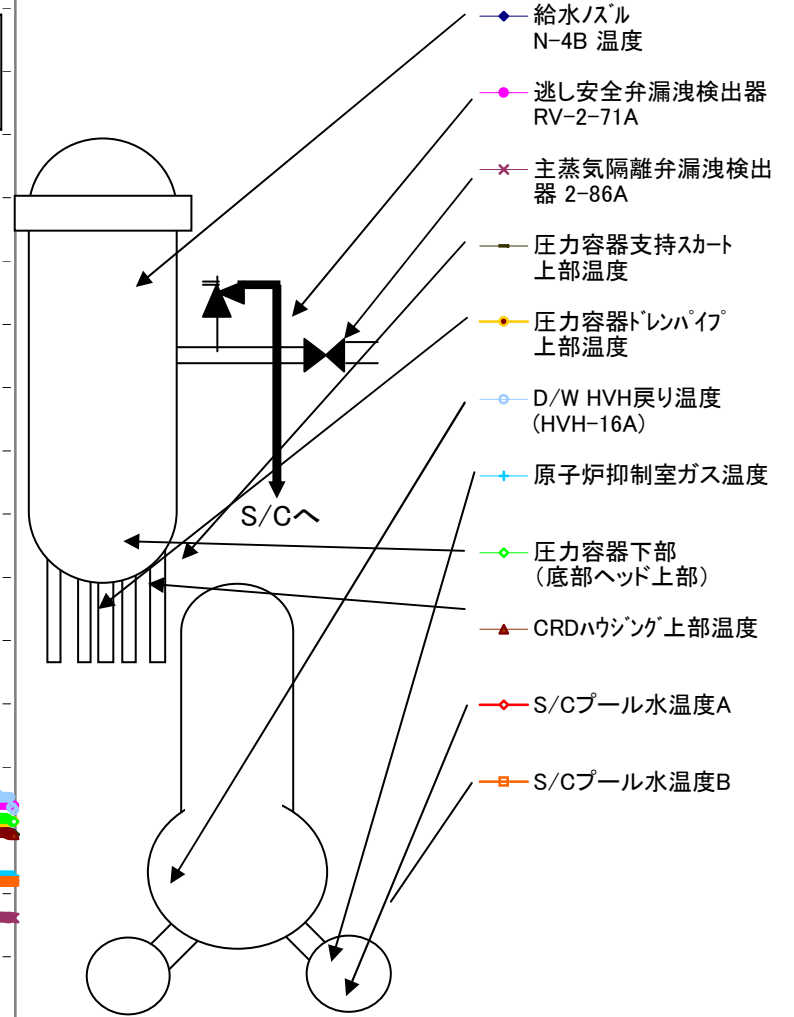 給水ノズル
N-4B 温度
逃し安全弁漏洩検出器
RV-2-71A
主蒸気隔離弁漏洩検出
器 2-86A
圧力容器支持スカート
上部温度
圧力容器ドレンパイプ
上部温度
D/W HVH戻り温度
(HVH-16A)
原子炉抑制室ガス温度
S/Cへ
圧力容器下部
（底部ヘッド上部）
CRDハウジング上部温度
S/Cプール水温度A
S/Cプール水温度B